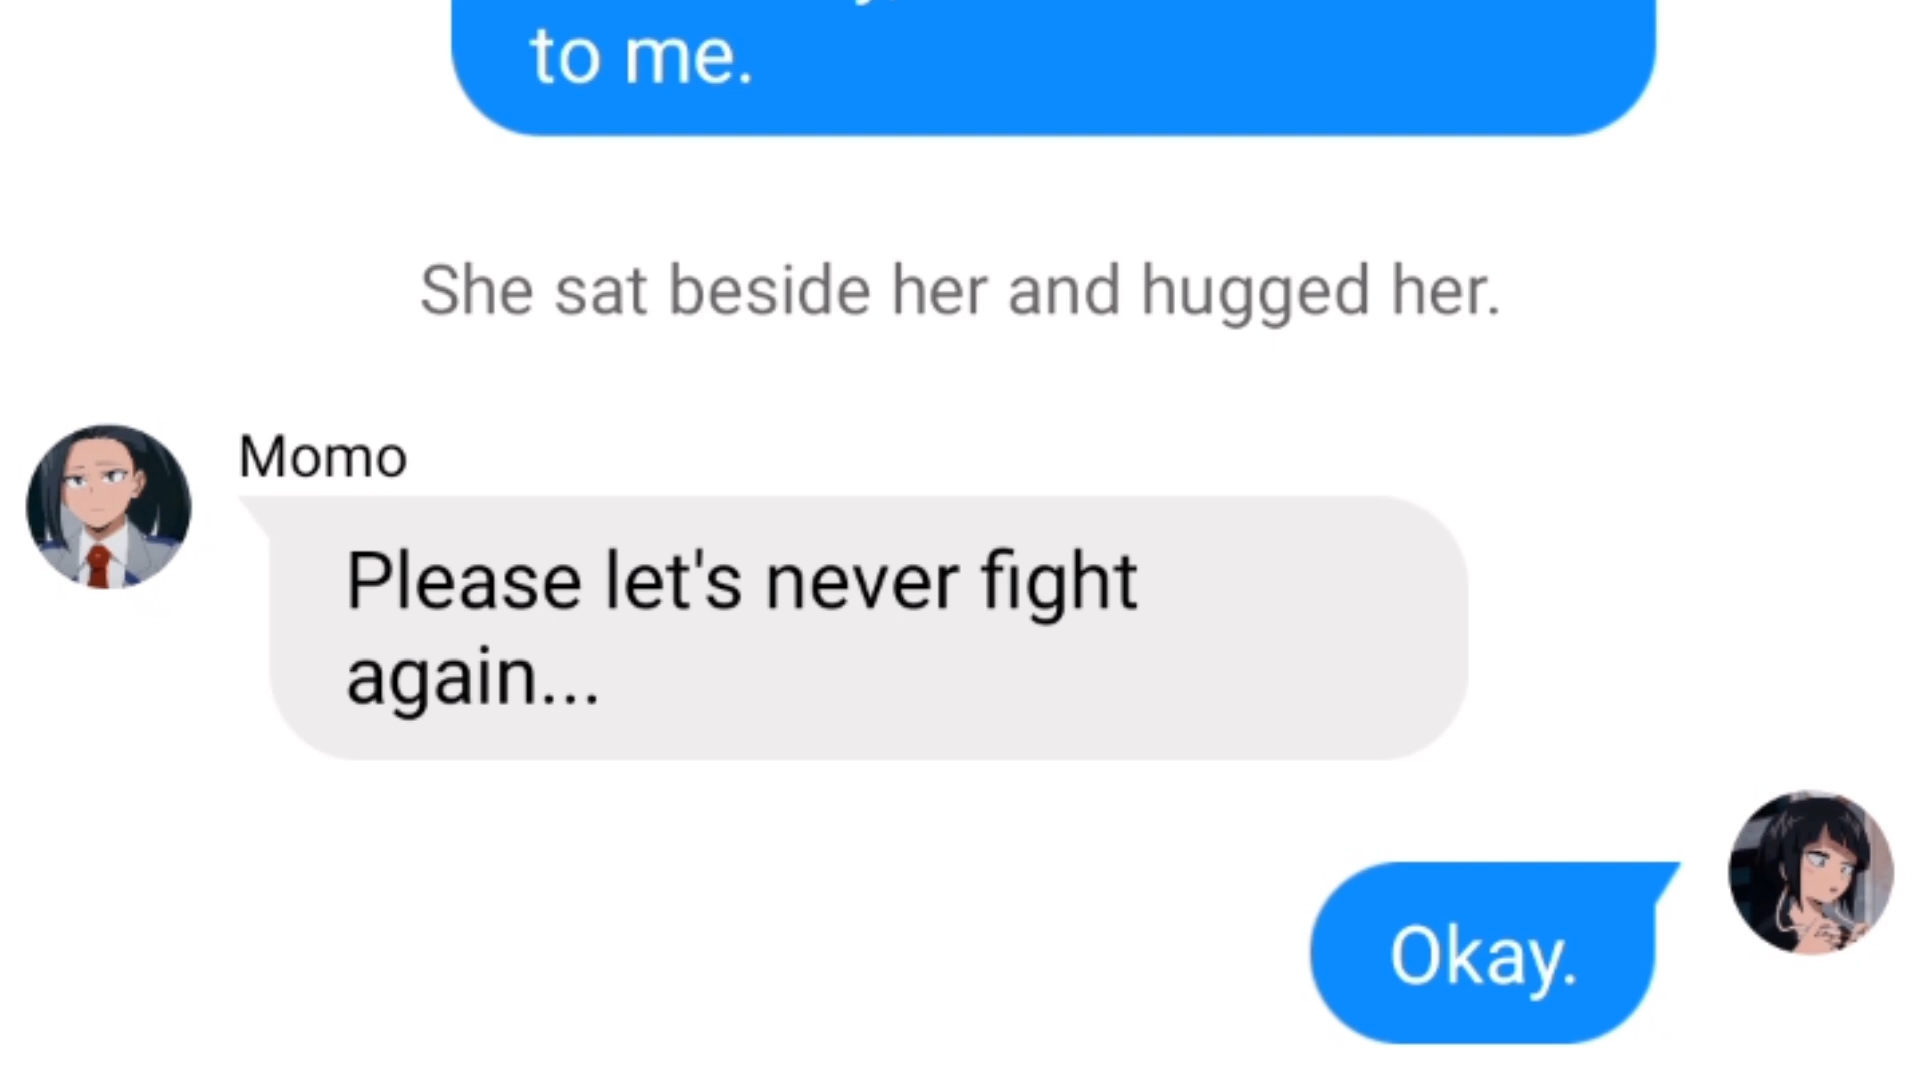 to me.
She sat beside her and hugged her.
Momo
Please let's never fight
again...
Okay.